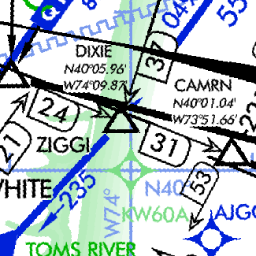 DIXIE
N40°05.96'
W74°09.87'
CAMRN
N40°01.04'
W73°51.66'
37
24
31
21
ZIGGI
53
WHITE
235
N40
W74°
KW60A
AJG
TOMS RIVER